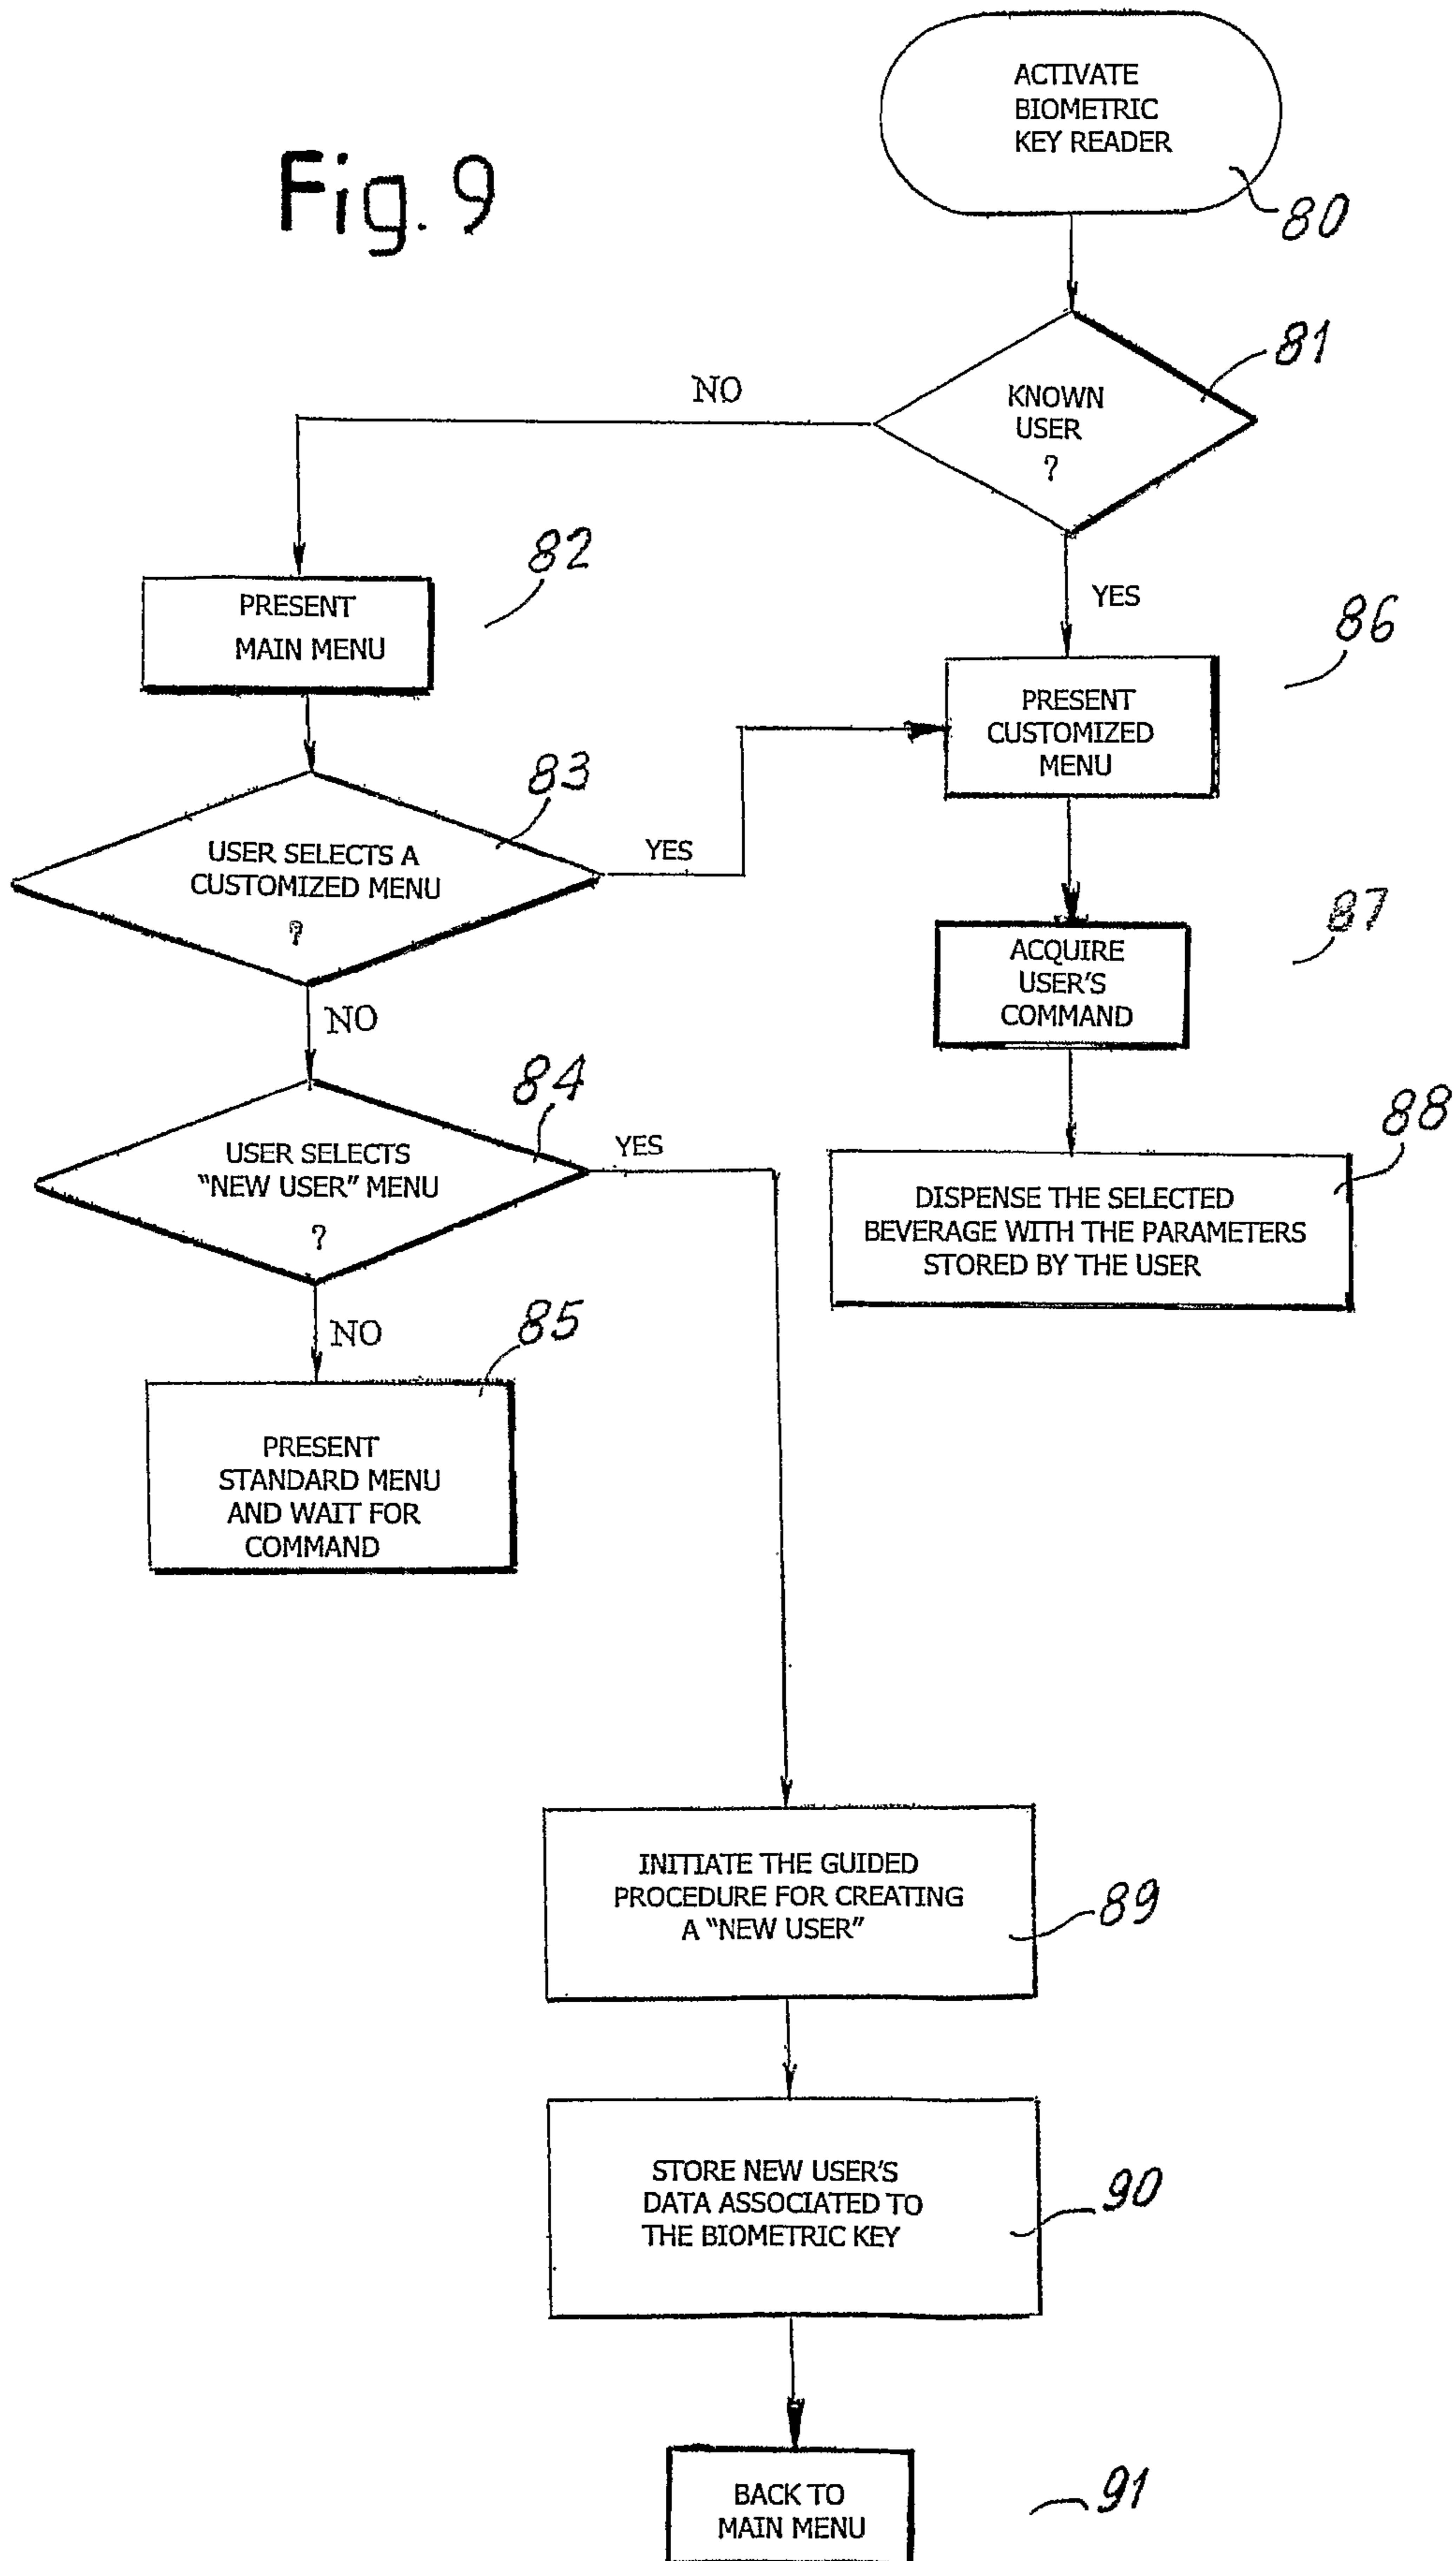 Fig. 9
ACTIVATE
BIOMETRIC
KEY READER
80
81
KNOWN
USER
?
NO
YES
82
PRESENT
MAIN MENU
83
USER SELECTS A
CUSTOMIZED MENU
?
YES
NO
86
PRESENT
CUSTOMIZED
MENU
87
ACQUIRE
USER'S
COMMAND
84
USER SELECTS
“NEW USER” MENU
?
YES
NO
88
DISPENSE THE SELECTED
BEVERAGE WITH THE PARAMETERS
STORED BY THE USER
85
PRESENT
STANDARD MENU
AND WAIT FOR
COMMAND
INITIATE THE GUIDED
PROCEDURE FOR CREATING
A “NEW USER”
89
STORE NEW USER'S
DATA ASSOCIATED TO
THE BIOMETRIC KEY
90
BACK TO
MAIN MENU
91